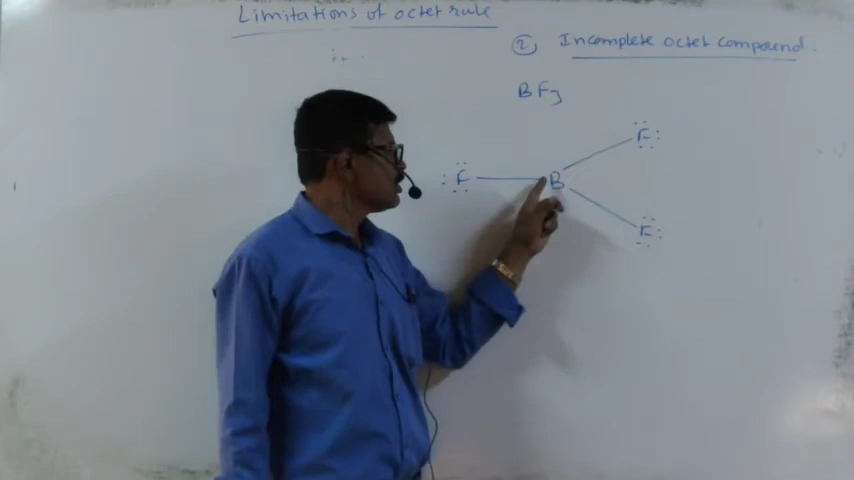 Limitations of octet rule
② Incomplete octet compound.
BF3
F
F B
F